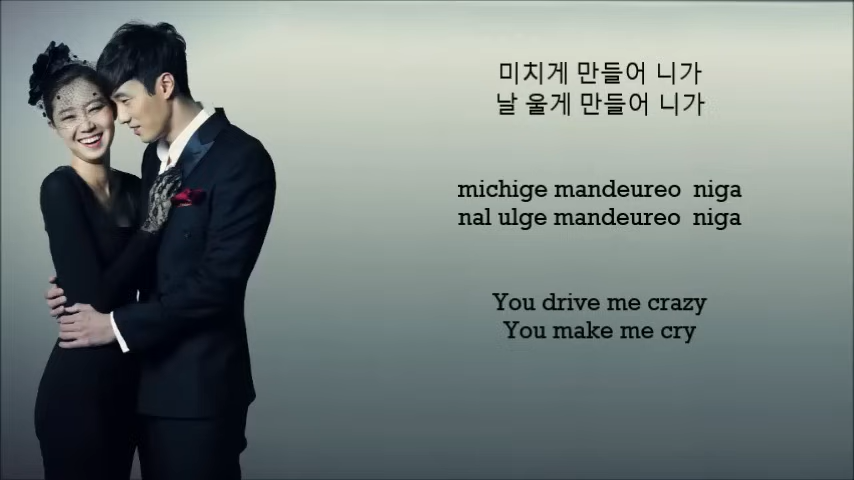 미치게 만들어 니가
날 울게 만들어 니가
michige mandeureo niga
nal ulge mandeureo niga
You drive me crazy
You make me cry